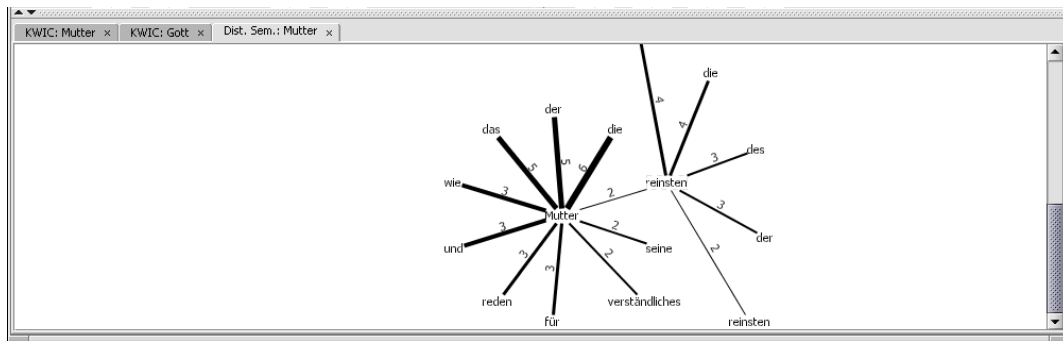 KWIC: Mutter x KWIC: Gott x Dist. Sem.: Mutter x
die
4 4
der
das die
5 5 6 3 des
wie 3 reinsten
2
Mutter
3 2 3
und seine der
3 3 2 2
reden verständliches
für reinsten